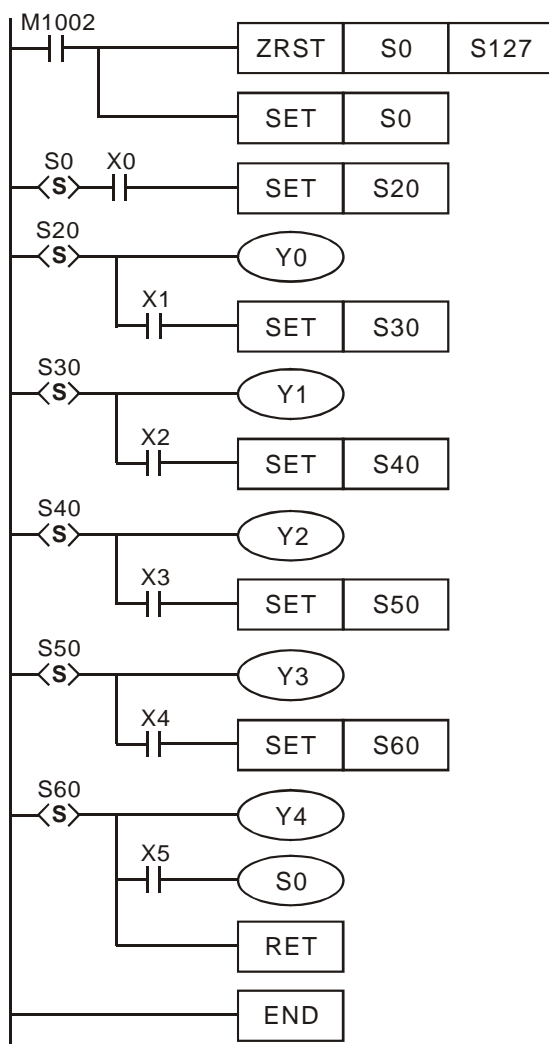 M1002
ZRST S0 S127
SET S0
S0 X0
S SET S20
S20
S Y0
X1
SET S30
S30
S Y1
X2
SET S40
S40
S Y2
X3
SET S50
S50
S Y3
X4
SET S60
S60
S Y4
X5
S0
RET
END